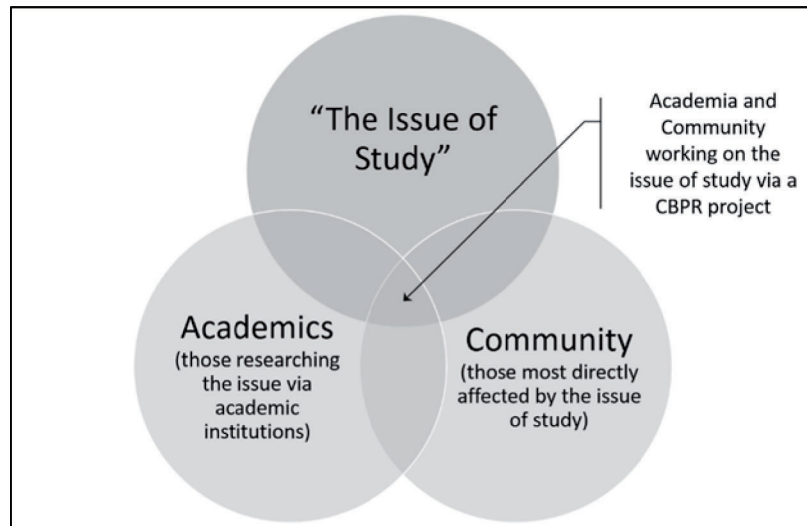 “The Issue of
Study”
Academia and
Community
working on the
issue of study via a
CBPR project
Academics
(those researching
the issue via
academic
institutions)
Community
(those most directly
affected by the issue
of study)